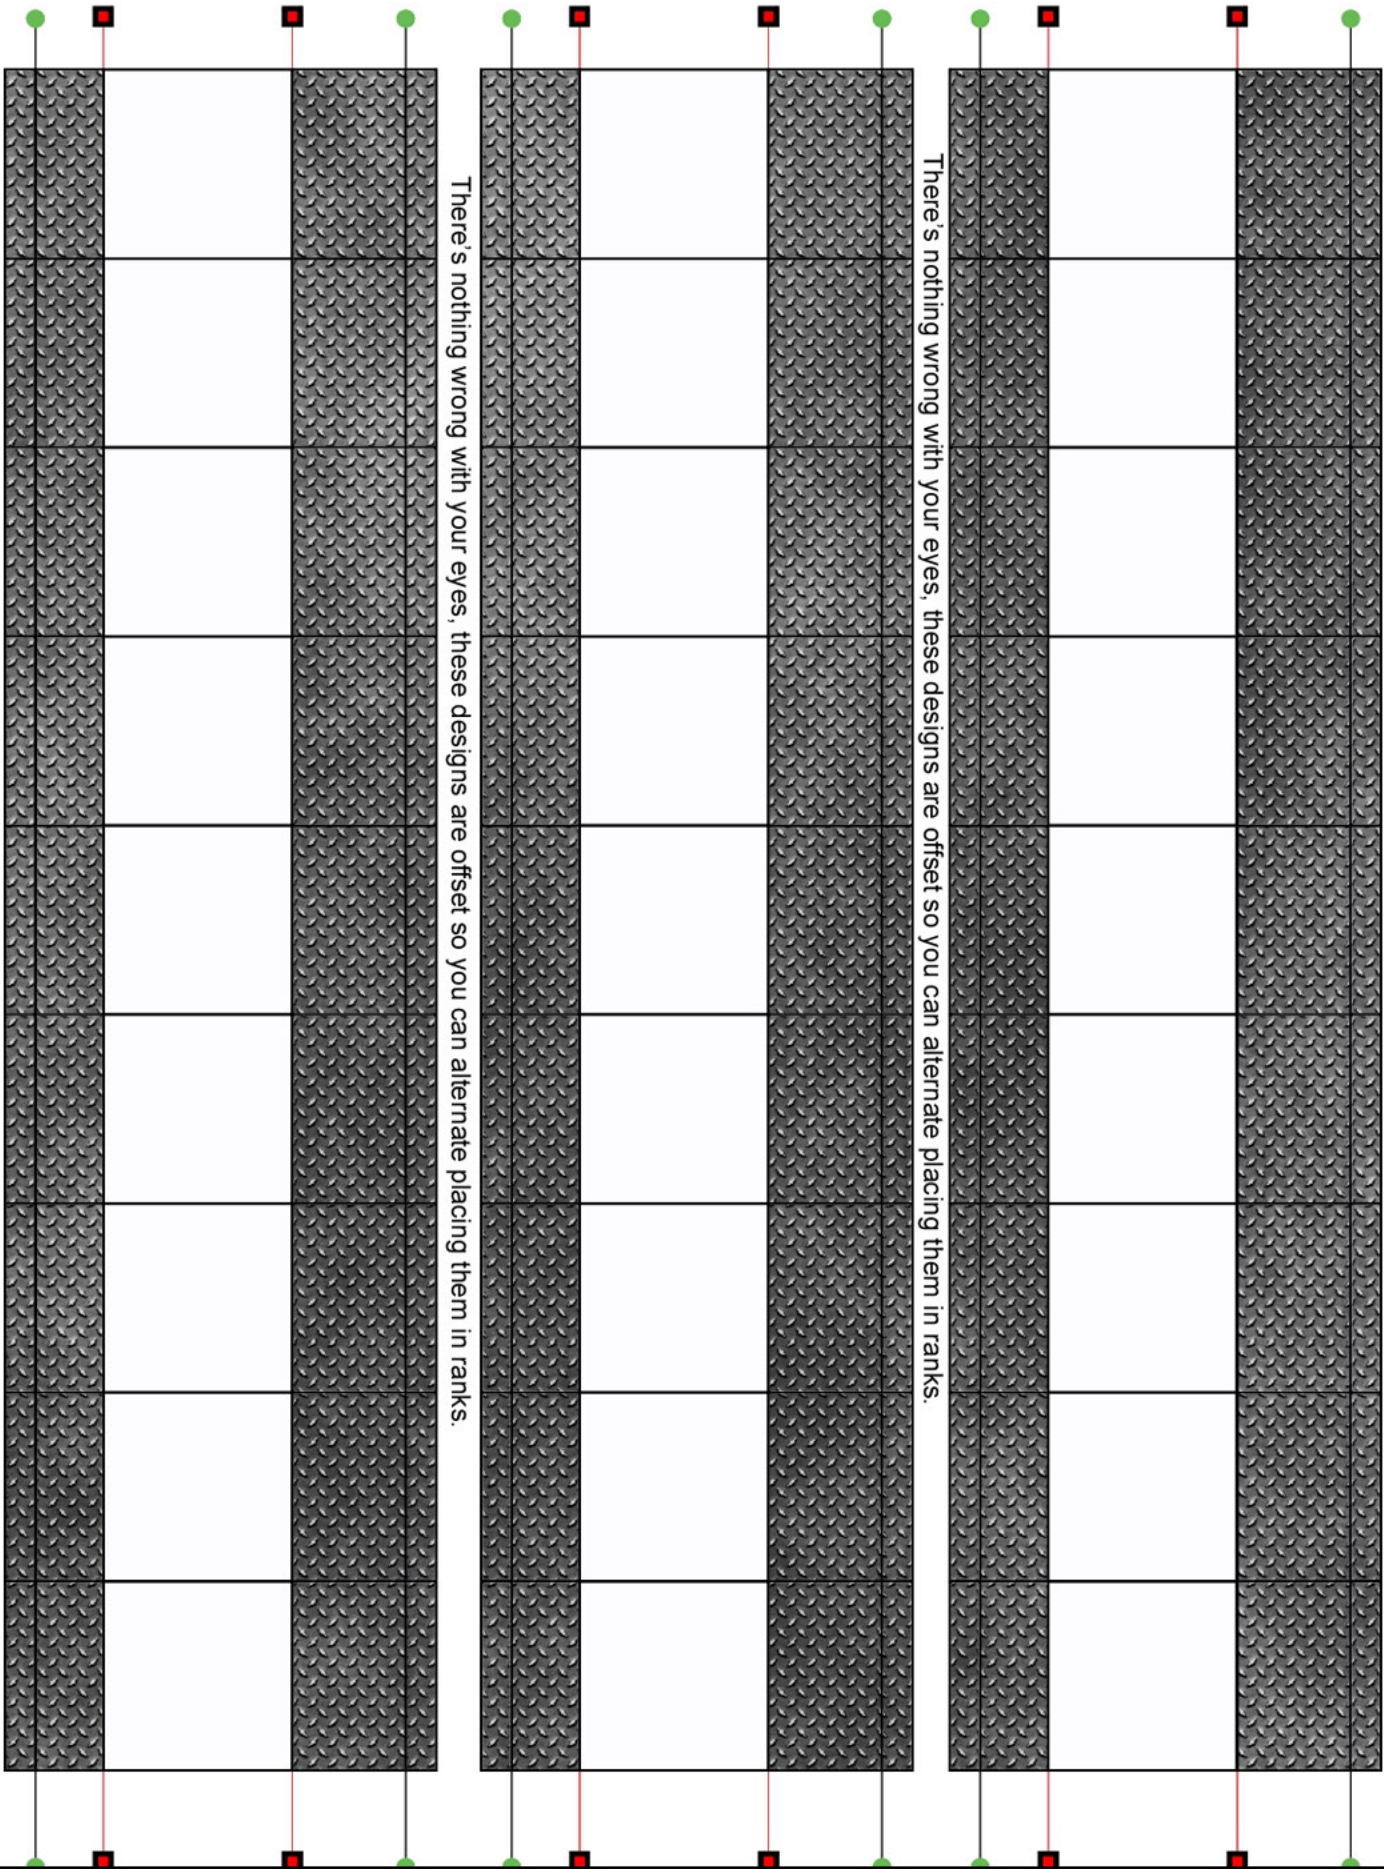 There’s nothing wrong with your eyes, these designs are offset so you can alternate placing them in ranks.
There’s nothing wrong with your eyes, these designs are offset so you can alternate placing them in ranks.